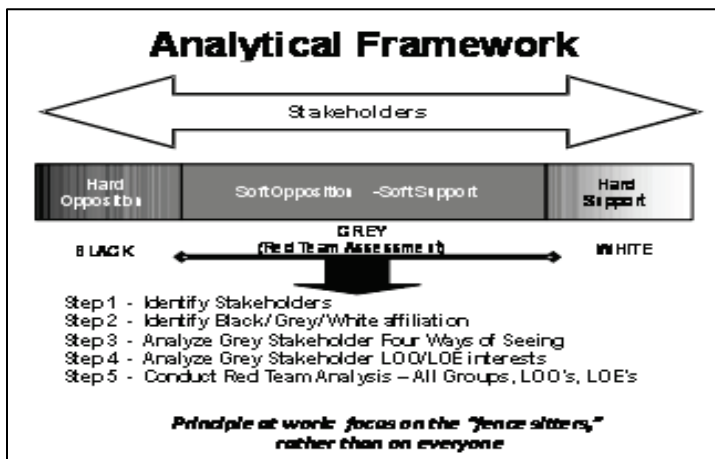 Analytical Framework
Stakeholders
Hard
Opposition
Soft Opposition -Soft Support
Hard
Support
GREY
(Red Team Assessment)
BLACK
WHITE
Step 1 - Identify Stakeholders
Step 2 - Identify Black/Grey/White affiliation
Step 3 - Analyze Grey Stakeholder Four Ways of Seeing
Step 4 - Analyze Grey Stakeholder LOO/LOE interests
Step 5 - Conduct Red Team Analysis – All Groups, LOO's, LOE's
Principle at work: focus on the "fence sitters,"
rather than on everyone